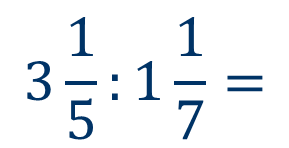 3 1/5 : 1 1/7 =